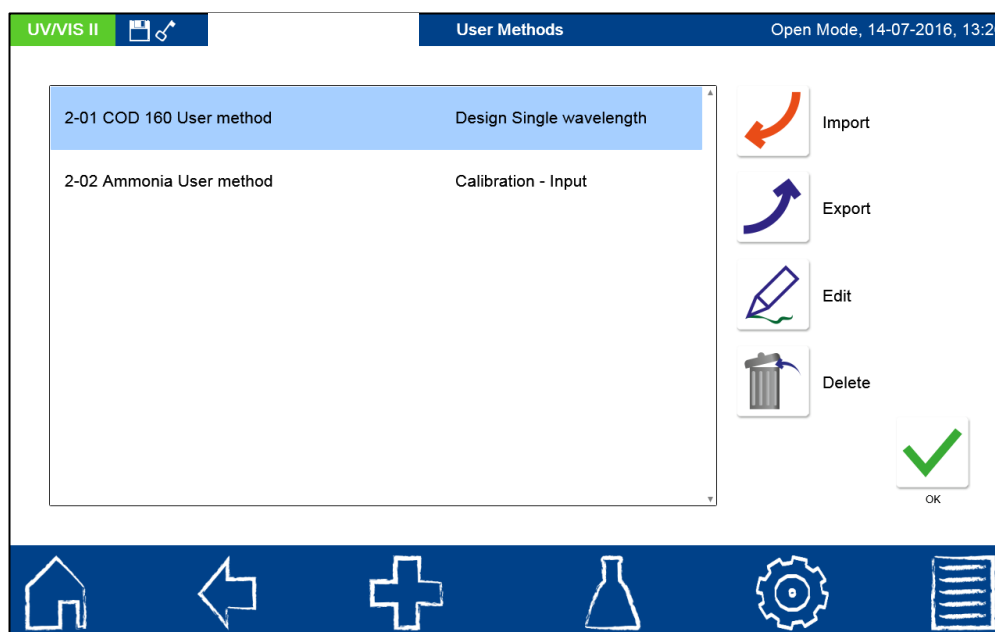 UV/VIS II User Methods Open Mode, 14-07-2016, 13:2
2-01 COD 160 User method Design Single wavelength
Import
2-02 Ammonia User method Calibration - Input
Export
Edit
Delete
OK